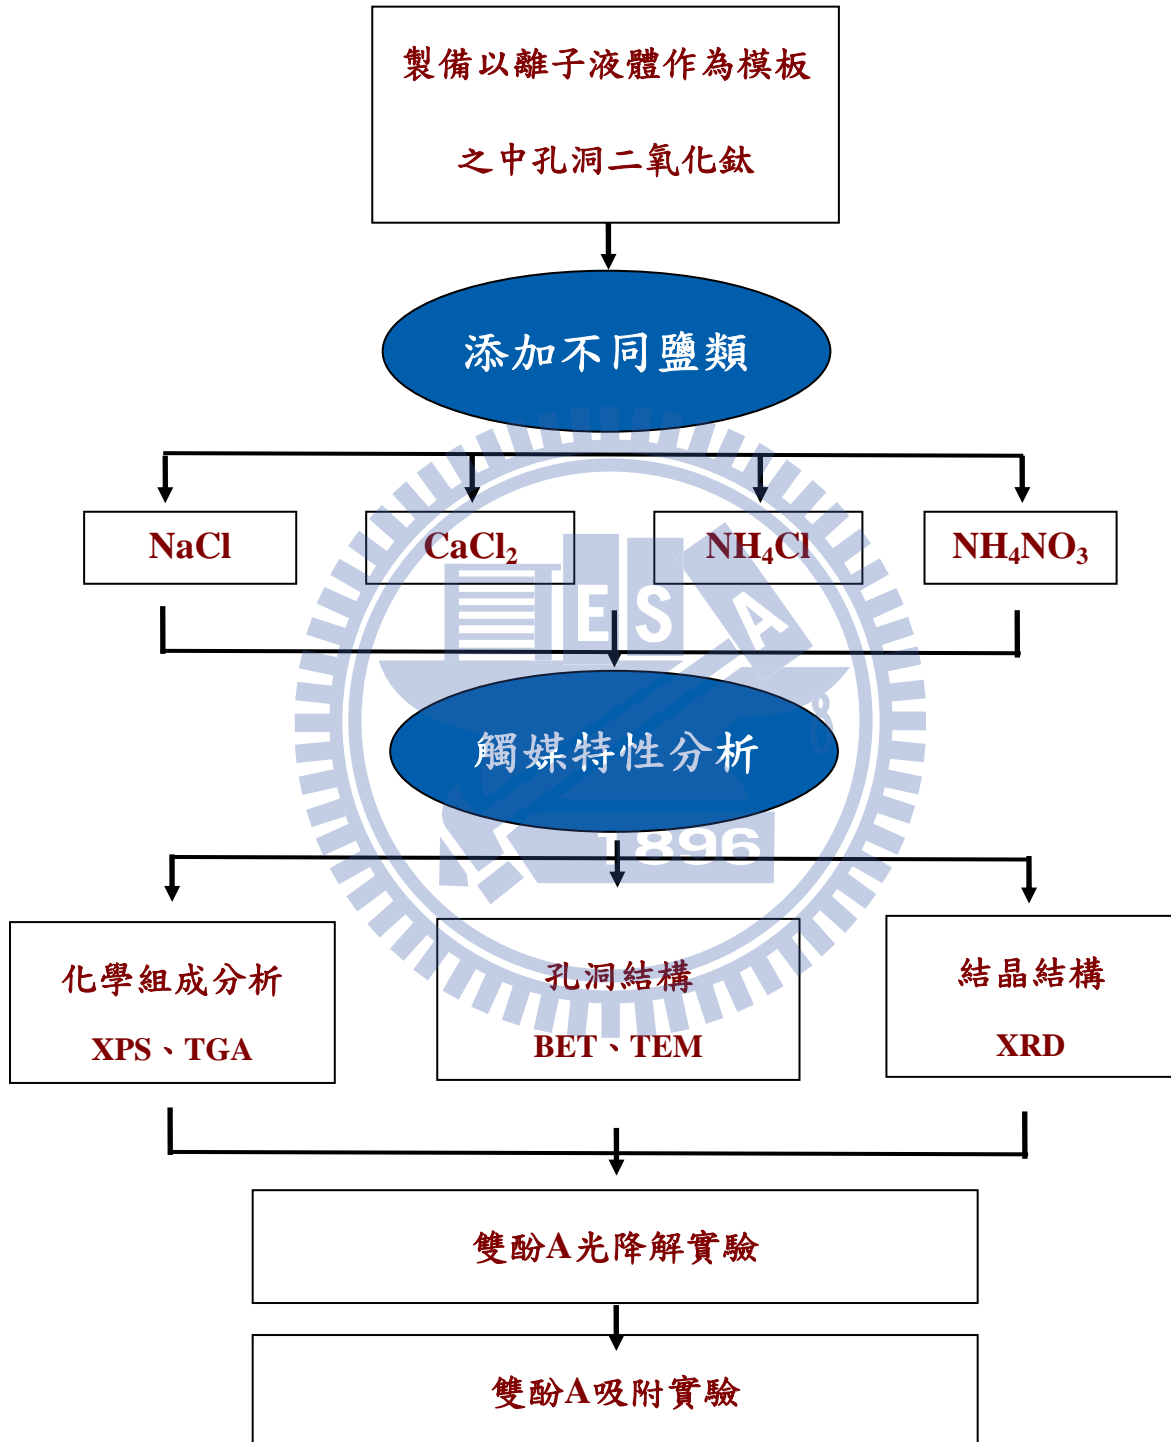 製備以離子液體作為模板
之中孔洞二氧化鈦
添加不同鹽類
NaCl
CaCl₂
NH₄Cl
NH₄NO₃
ES
A
觸媒特性分析
1896
化學組成分析
XPS、TGA
孔洞結構
BET、TEM
結晶結構
XRD
雙酚A光降解實驗
雙酚A吸附實驗